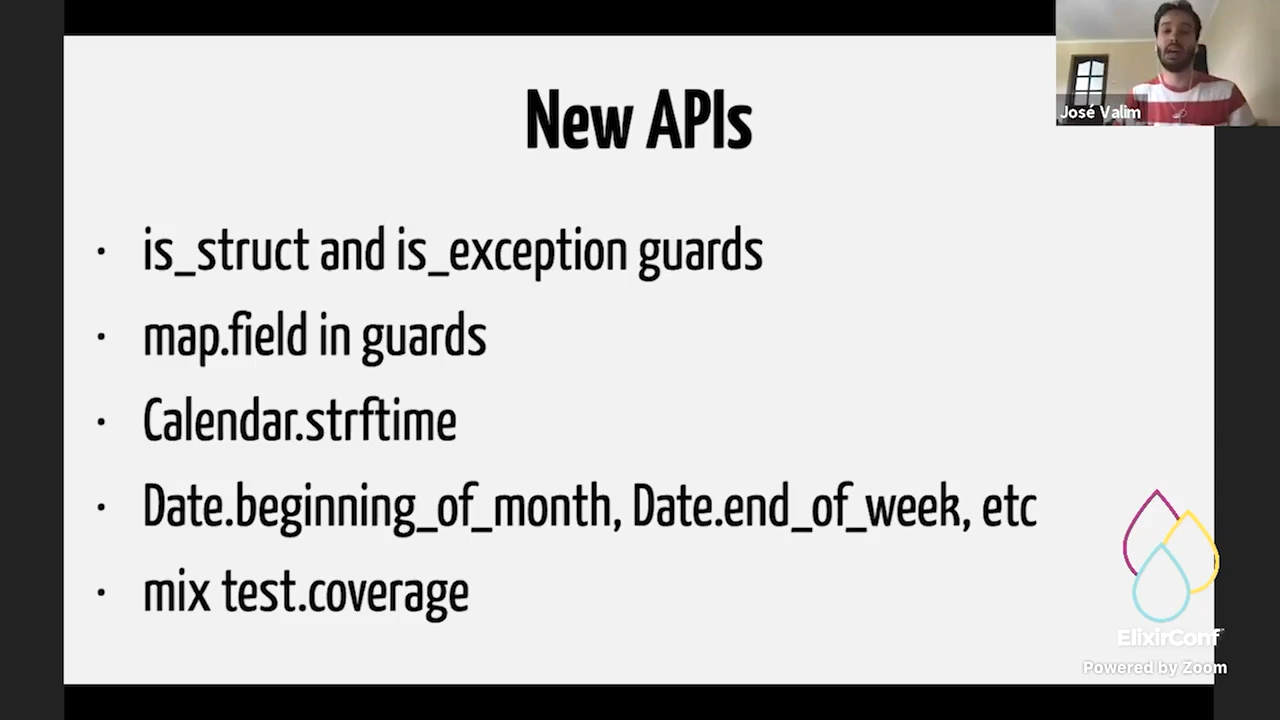 New APIs
José Valim
· is_struct and is_exception guards
· map.field in guards
· Calendar.strftime
· Date.beginning_of_month, Date.end_of_week, etc
· mix test.coverage
ElixirConf
Powered by Zoom